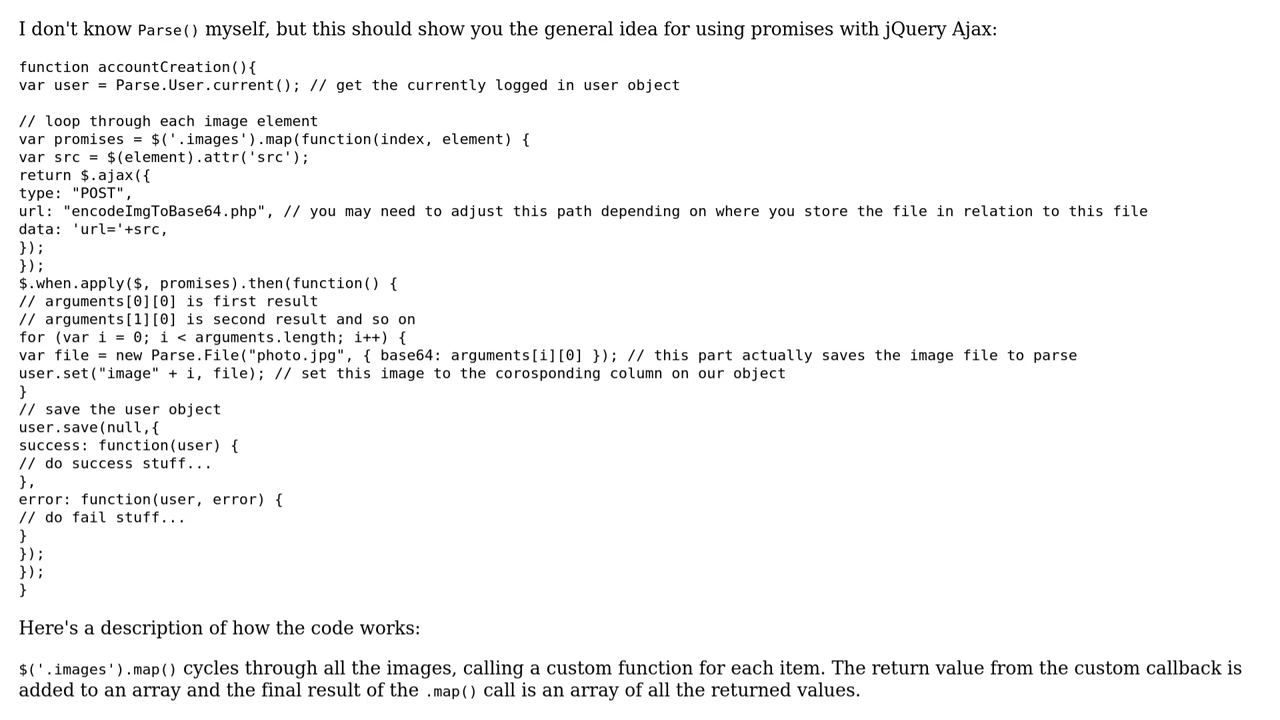 I don't know Parse() myself, but this should show you the general idea for using promises with jQuery Ajax:
function accountCreation(){
var user = Parse.User.current(); // get the currently logged in user object
// loop through each image element
var promises = $('.images').map(function(index, element) {
var src = $(element).attr('src');
return $.ajax({
type: "POST",
url: "encodeImgToBase64.php", // you may need to adjust this path depending on where you store the file in relation to this file
data: 'url='+src,
});
});
$.when.apply($, promises).then(function() {
// arguments[0][0] is first result
// arguments[1][0] is second result and so on
for (var i = 0; i < arguments.length; i++) {
var file = new Parse.File("photo.jpg", { base64: arguments[i][0] }); // this part actually saves the image file to parse
user.set("image" + i, file); // set this image to the corosponding column on our object
}
// save the user object
user.save(null,{
success: function(user) {
// do success stuff...
},
error: function(user, error) {
// do fail stuff...
}
});
});
}
Here's a description of how the code works:
$('.images').map() cycles through all the images, calling a custom function for each item. The return value from the custom callback is
added to an array and the final result of the .map() call is an array of all the returned values.